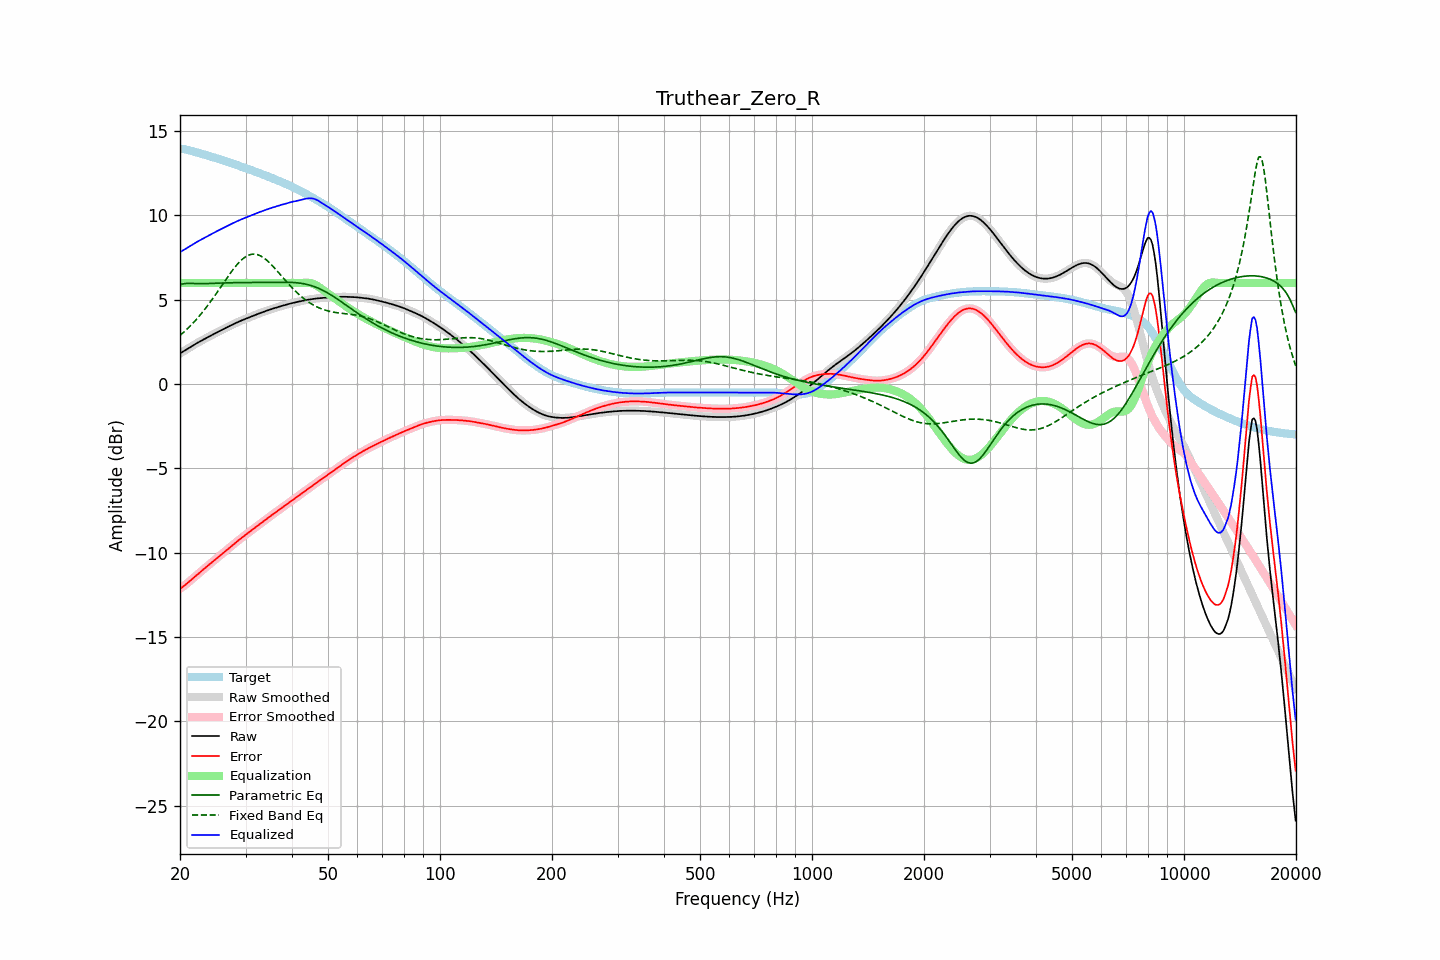 Truthear_Zero_R
15
10
5
0
−5
−10
−15
−20
−25
Amplitude (dBr)
Target
Raw Smoothed
Error Smoothed
Raw
Error
Equalization
Parametric Eq
Fixed Band Eq
Equalized
20 50 100 200 500 1000 2000 5000 10000 20000
Frequency (Hz)